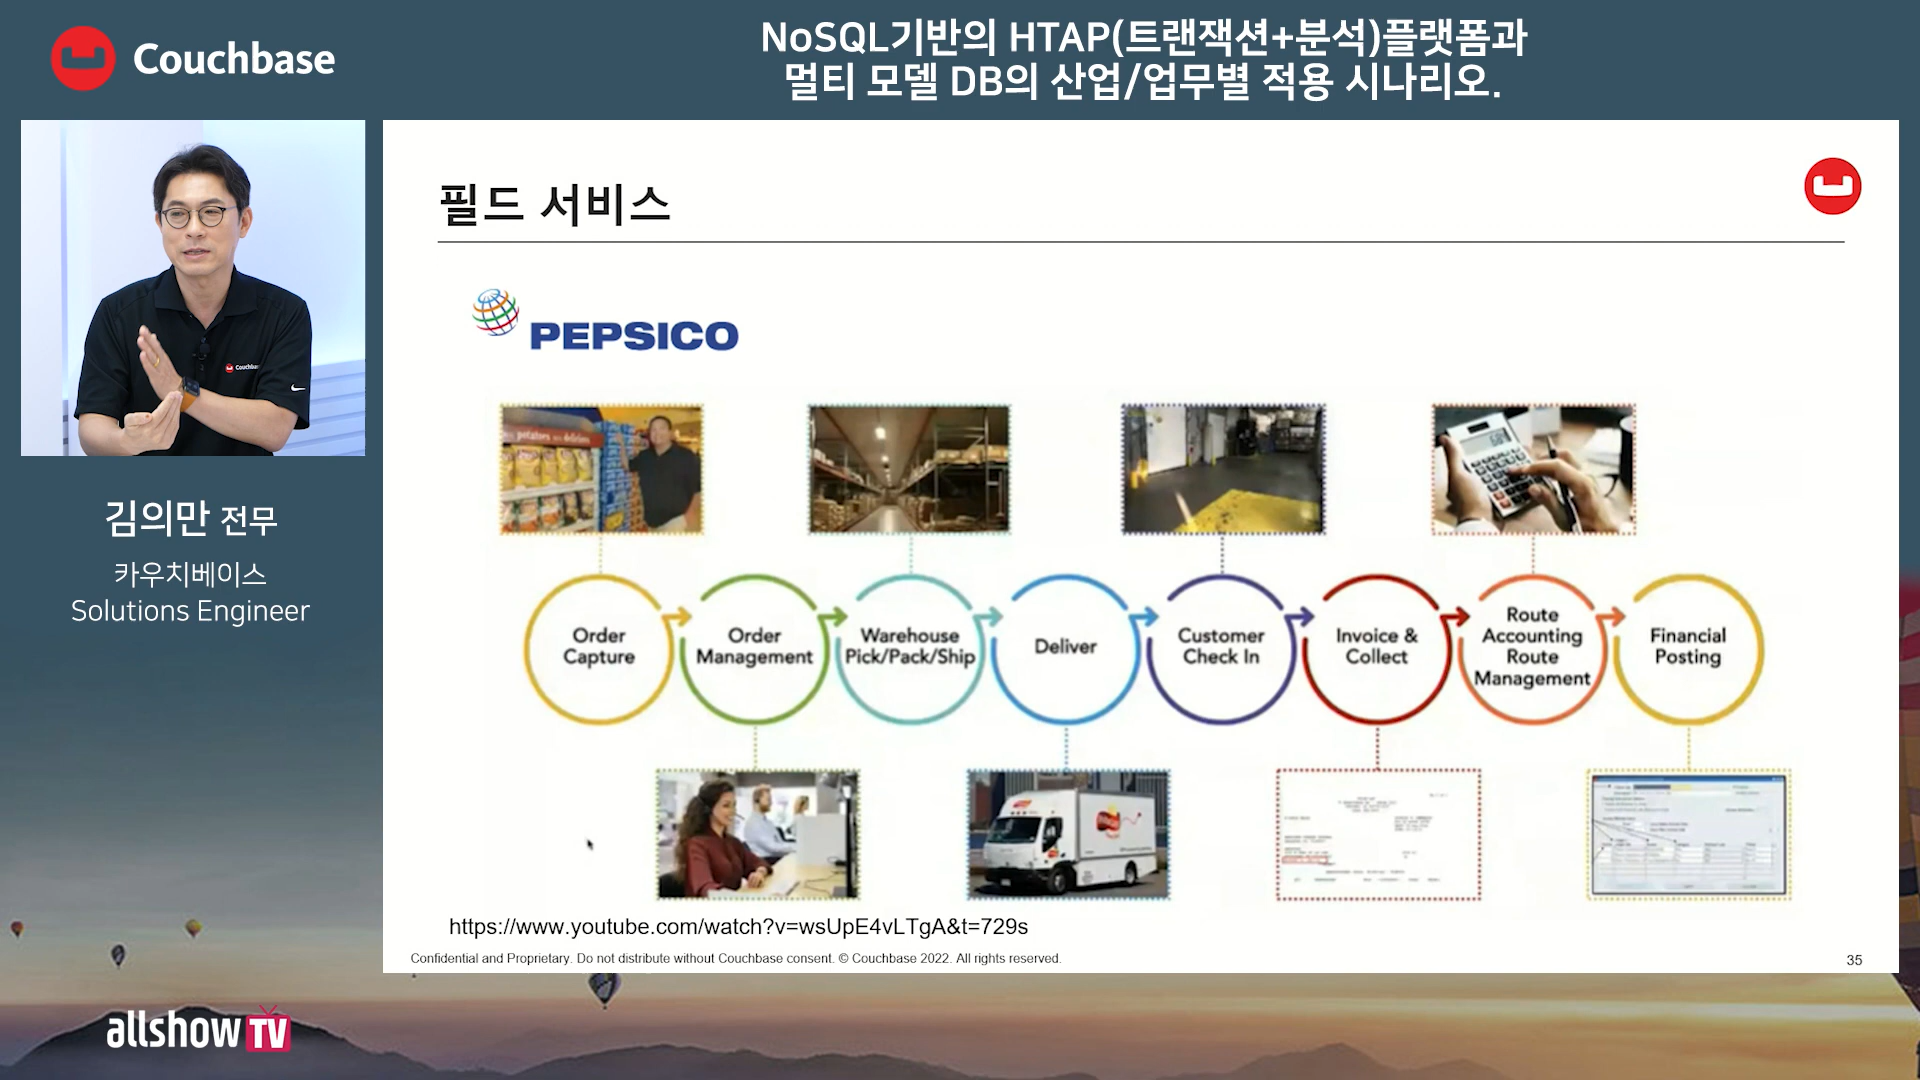 Couchbase
NoSQL기반의 HTAP(트랜잭션+분석)플랫폼과
멀티 모델 DB의 산업/업무별 적용 시나리오.
김의만 전무
카우치베이스
Solutions Engineer
필드 서비스
PEPSICO
potatoes
Order
Capture
Order
Management
Warehouse
Pick/Pack/Ship
Deliver
Customer
Check In
Invoice &
Collect
Route
Accounting
Route
Management
Financial
Posting
https://www.youtube.com/watch?v=wsUpE4vLTgA&t=729s
Confidential and Proprietary. Do not distribute without Couchbase consent. © Couchbase 2022. All rights reserved.
35
allshow TV